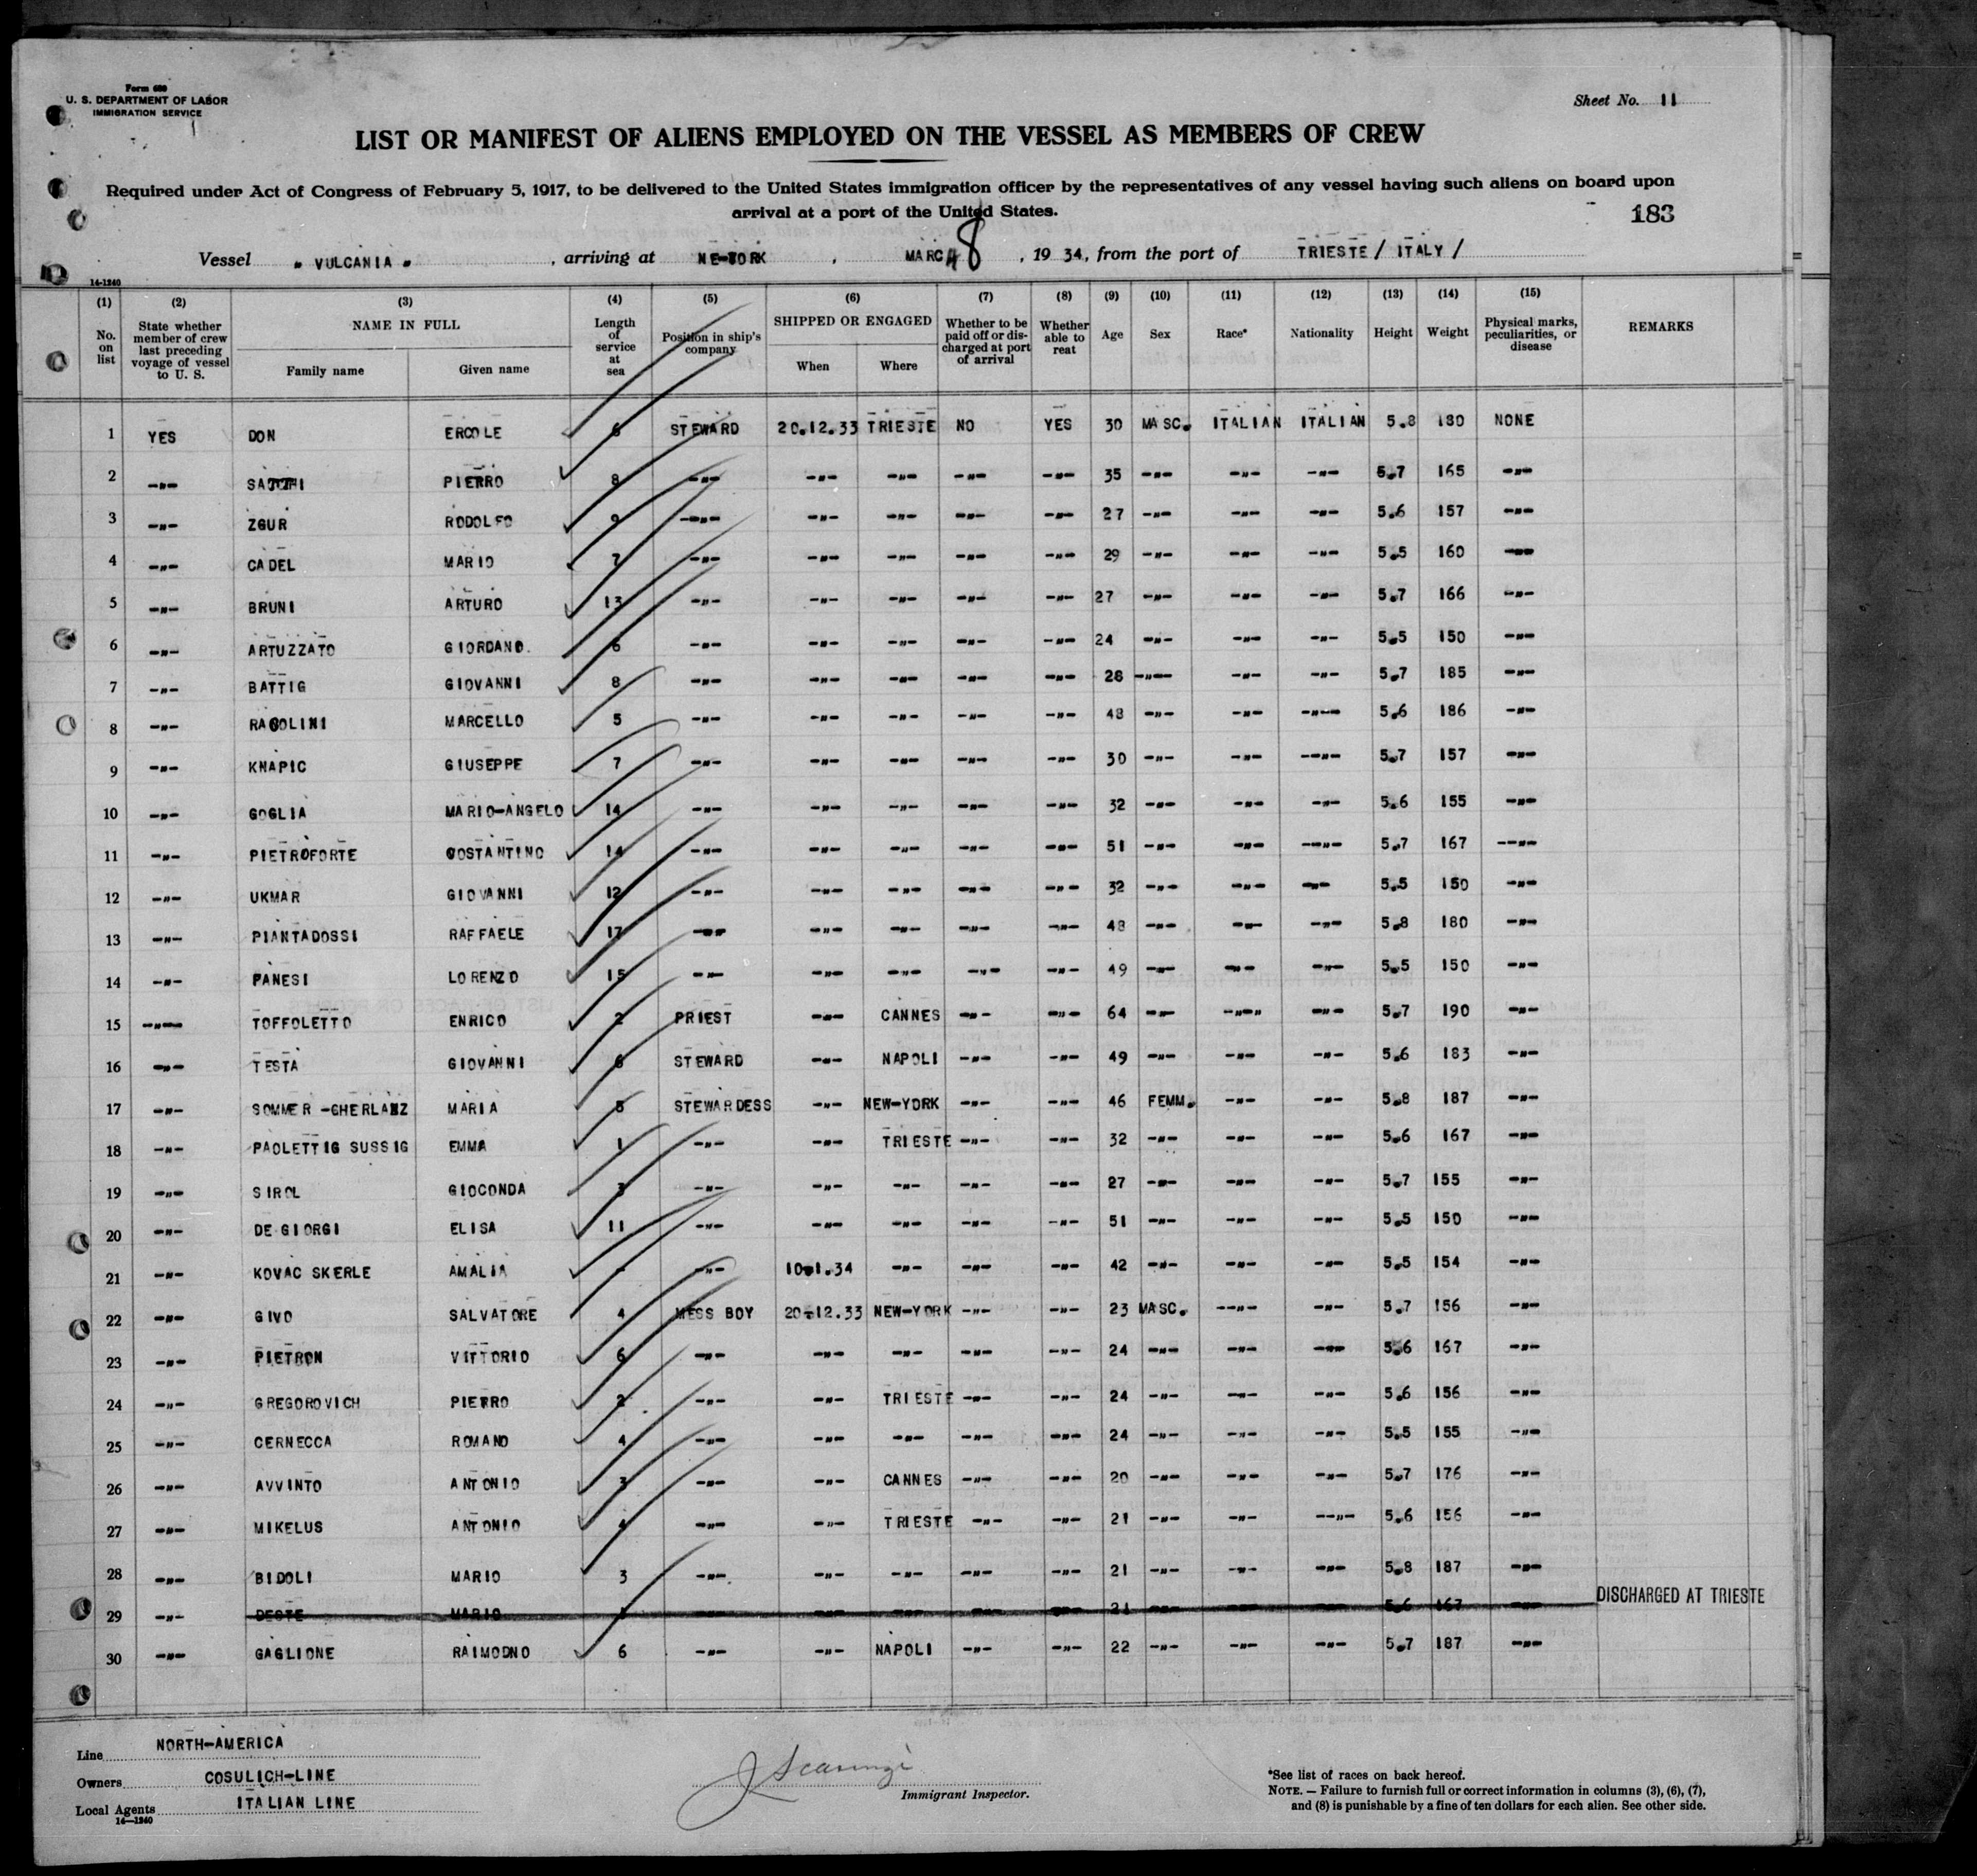 Form 680
U. S. DEPARTMENT OF LABOR
IMMIGRATION SERVICE
Sheet No. 11
LIST OR MANIFEST OF ALIENS EMPLOYED ON THE VESSEL AS MEMBERS OF CREW
Required under Act of Congress of February 5, 1917, to be delivered to the United States immigration officer by the representatives of any vessel having such aliens on board upon
arrival at a port of the United States.
183
Vessel " VULCANIA " , arriving at NE-YORK , MARCH 8 , 19 34, from the port of TRIESTE / ITALY /
14-1240
(1) No. on list (2) State whether member of crew last preceding voyage of vessel to U. S. (3) NAME IN FULL Family name Given name (4) Length of service at sea (5) Position in ship's company (6) SHIPPED OR ENGAGED When Where (7) Whether to be paid off or discharged at port of arrival (8) Whether able to reat (9) Age (10) Sex (11) Race* (12) Nationality (13) Height (14) Weight (15) Physical marks, peculiarities, or disease REMARKS
1 YES DON ERCOLE 6 STEWARD 20.12.33 TRIESTE NO YES 30 MASC. ITALIAN ITALIAN 5.8 180 NONE
2 -"- PIETRO 8 -"- -"- -"- -"- -"- 35 -"- -"- -"- 5.7 165 -"-
3 -"- ZGUR RODOLFO 9 -"- -"- -"- -"- -"- 27 -"- -"- -"- 5.6 157 -"-
4 -"- CADEL MARIO 7 -"- -"- -"- -"- -"- 29 -"- -"- -"- 5.5 160 -"-
5 -"- BRUNI ARTURO 13 -"- -"- -"- -"- -"- 27 -"- -"- -"- 5.7 166 -"-
6 -"- ARTUZZATO GIORDANO. 6 -"- -"- -"- -"- -"- 24 -"- -"- -"- 5.5 150 -"-
7 -"- BATTIG GIOVANNI 8 -"- -"- -"- -"- -"- 28 -"- -"- -"- 5.7 185 -"-
8 -"- RAGOLINI MARCELLO 5 -"- -"- -"- -"- -"- 48 -"- -"- -"- 5.6 186 -"-
9 -"- KNAPIC GIUSEPPE 7 -"- -"- -"- -"- -"- 30 -"- -"- -"- 5.7 157 -"-
10 -"- GOGLIA MARIO-ANGELO 14 -"- -"- -"- -"- -"- 32 -"- -"- -"- 5.6 155 -"-
11 -"- PIETROFORTE COSTANTINO 14 -"- -"- -"- -"- -"- 51 -"- -"- -"- 5.7 167 -"-
12 -"- UKMAR GIOVANNI 12 -"- -"- -"- -"- -"- 32 -"- -"- -"- 5.5 150 -"-
13 -"- PIANTADOSSI RAFFAELE 17 -"- -"- -"- -"- -"- 48 -"- -"- -"- 5.8 180 -"-
14 -"- PANESI LORENZO 15 -"- -"- -"- -"- -"- 49 -"- -"- -"- 5.5 150 -"-
15 -"- TOFFOLETTO ENRICO 2 PRIEST -"- CANNES -"- -"- 64 -"- -"- -"- 5.7 190 -"-
16 -"- TESTA GIOVANNI 6 STEWARD -"- NAPOLI -"- -"- 49 -"- -"- -"- 5.6 183 -"-
17 -"- SOMMER -GHERLANZ MARIA 5 STEWARDESS -"- NEW-YORK -"- -"- 46 FEMM. -"- -"- 5.8 187 -"-
18 -"- PAOLETTIG SUSSIG EMMA 1 -"- -"- TRIESTE -"- -"- 32 -"- -"- -"- 5.6 167 -"-
19 -"- SIROL GIOCONDA 3 -"- -"- -"- -"- -"- 27 -"- -"- -"- 5.7 155 -"-
20 -"- DE GIORGI ELISA 11 -"- -"- -"- -"- -"- 51 -"- -"- -"- 5.5 150 -"-
21 -"- KOVAC SKERLE AMALIA - -"- 10.1.34 -"- -"- -"- 42 -"- -"- -"- 5.5 154 -"-
22 -"- GIVO SALVATORE 4 MESS BOY 20-12.33 NEW-YORK -"- -"- 23 MASC. -"- -"- 5.7 156 -"-
23 -"- PIETRON VITTORIO 6 -"- -"- -"- -"- -"- 24 -"- -"- -"- 5.6 167 -"-
24 -"- GREGOROVICH PIETRO 2 -"- -"- TRIESTE -"- -"- 24 -"- -"- -"- 5.6 156 -"-
25 -"- CERNECCA ROMANO 4 -"- -"- -"- -"- -"- 24 -"- -"- -"- 5.5 155 -"-
26 -"- AVVINTO ANTONIO 3 -"- -"- CANNES -"- -"- 20 -"- -"- -"- 5.7 176 -"-
27 -"- MIKELUS ANTONIO 4 -"- -"- TRIESTE -"- -"- 21 -"- -"- -"- 5.6 156 -"-
28 -"- BIDOLI MARIO 3 -"- -"- -"- -"- -"- 21 -"- -"- -"- 5.8 187 -"-
29 -"- DESTE MARIO -"- -"- -"- -"- -"- 21 -"- -"- -"- 5.6 167 -"- DISCHARGED AT TRIESTE
30 -"- GAGLIONE RAIMODNO 6 -"- -"- NAPOLI -"- -"- 22 -"- -"- -"- 5.7 187 -"-
Line NORTH-AMERICA
Owners COSULICH-LINE
Local Agents ITALIAN LINE
14-1240
Immigrant Inspector.
*See list of races on back hereof.
NOTE. — Failure to furnish full or correct information in columns (3), (6), (7),
and (8) is punishable by a fine of ten dollars for each alien. See other side.